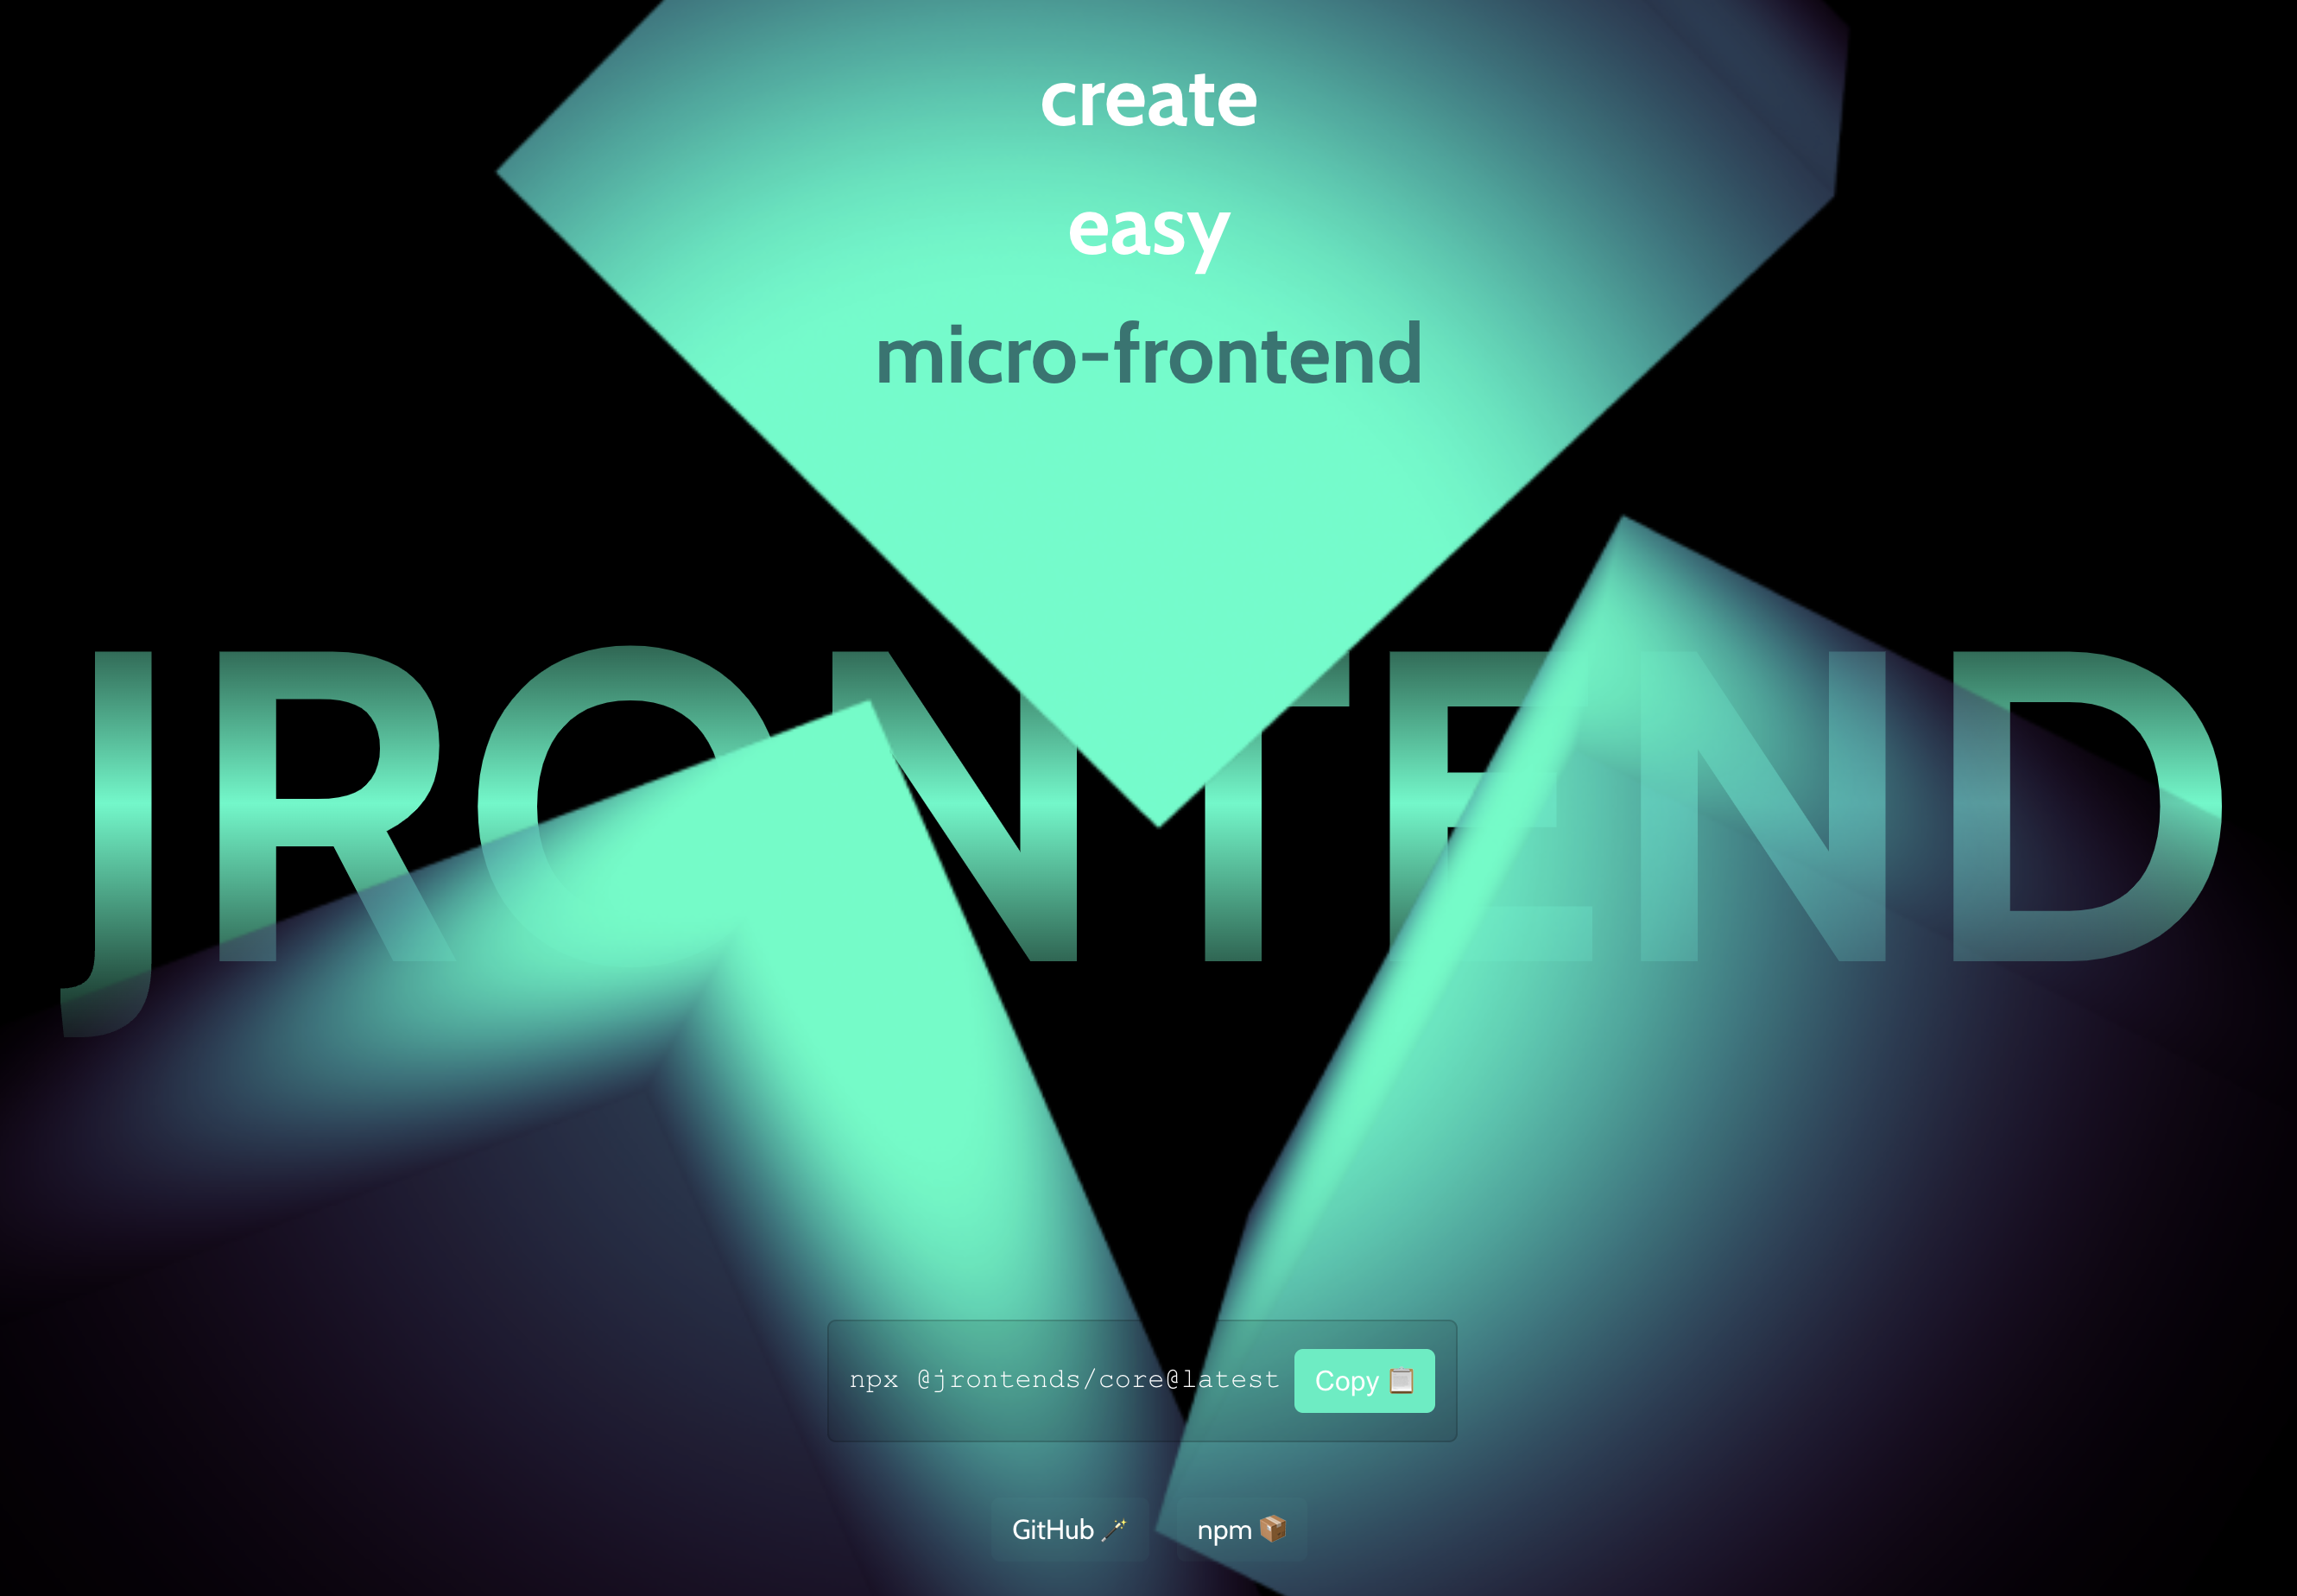 create
easy
micro-frontend
JRONTEND
npx @jrontends/core@latest
Copy 📋
GitHub 🪄
npm 📦